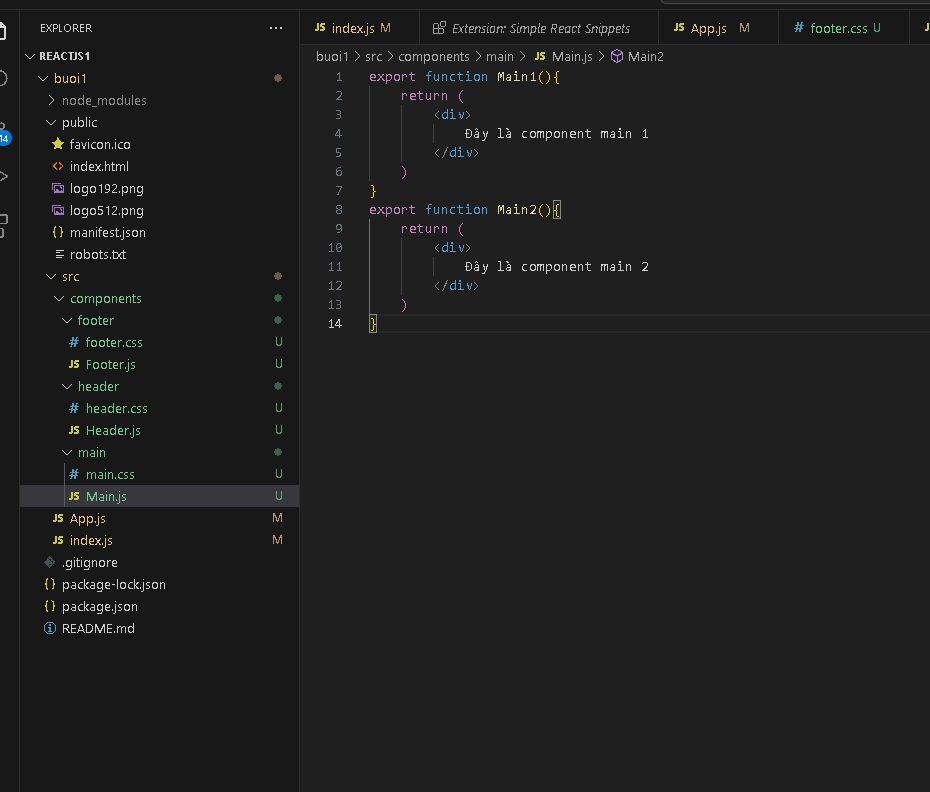 EXPLORER ...
REACTJS1
buoi1
node_modules
public
favicon.ico
<> index.html
logo192.png
logo512.png
{} manifest.json
robots.txt
src
components
footer
# footer.css U
JS Footer.js U
header
# header.css U
JS Header.js U
main
# main.css U
JS Main.js U
JS App.js M
JS index.js M
.gitignore
{} package-lock.json
{} package.json
README.md
14
JS index.js M Extension: Simple React Snippets JS App.js M # footer.css U
buoi1 > src > components > main > JS Main.js > Main2
1 export function Main1(){
2 return (
3 <div>
4 Đây là component main 1
5 </div>
6 )
7 }
8 export function Main2(){
9 return (
10 <div>
11 Đây là component main 2
12 </div>
13 )
14 }